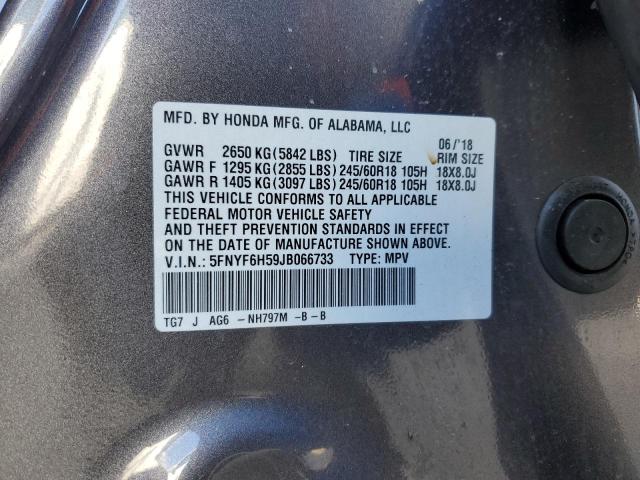 MFD. BY HONDA MFG. OF ALABAMA, LLC
06/'18
GVWR 2650 KG (5842 LBS) TIRE SIZE RIM SIZE
GAWR F 1295 KG (2855 LBS) 245/60R18 105H 18X8.0J
GAWR R 1405 KG (3097 LBS) 245/60R18 105H 18X8.0J
THIS VEHICLE CONFORMS TO ALL APPLICABLE
FEDERAL MOTOR VEHICLE SAFETY
AND THEFT PREVENTION STANDARDS IN EFFECT
ON THE DATE OF MANUFACTURE SHOWN ABOVE.
V.I.N.: 5FNYF6H59JB066733 TYPE: MPV
TG7 J AG6 -NH797M -B -B